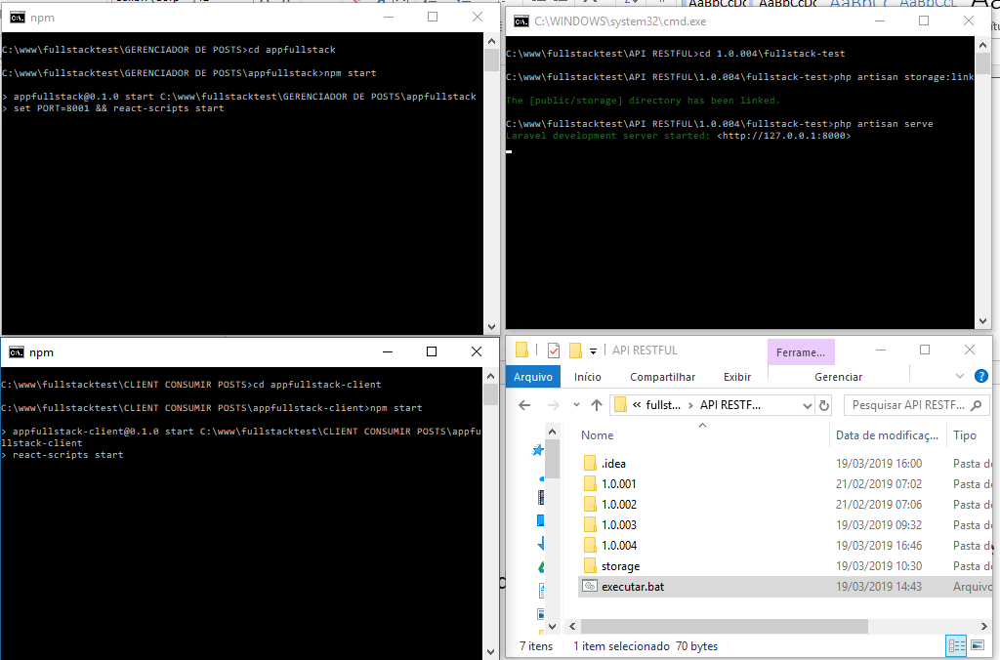 npm
C:\www\fullstacktest\GERENCIADOR DE POSTS>cd appfullstack
C:\www\fullstacktest\GERENCIADOR DE POSTS\appfullstack>npm start
> appfullstack@0.1.0 start C:\www\fullstacktest\GERENCIADOR DE POSTS\appfullstack
> set PORT=8001 && react-scripts start
C:\WINDOWS\system32\cmd.exe
C:\www\fullstacktest\API RESTFUL>cd 1.0.004\fullstack-test
C:\www\fullstacktest\API RESTFUL\1.0.004\fullstack-test>php artisan storage:link
The [public/storage] directory has been linked.
C:\www\fullstacktest\API RESTFUL\1.0.004\fullstack-test>php artisan serve
Laravel development server started: <http://127.0.0.1:8000>
npm
C:\www\fullstacktest\CLIENT CONSUMIR POSTS>cd appfullstack-client
C:\www\fullstacktest\CLIENT CONSUMIR POSTS\appfullstack-client>npm start
> appfullstack-client@0.1.0 start C:\www\fullstacktest\CLIENT CONSUMIR POSTS\appfu
llstack-client
> react-scripts start
API RESTFUL
Ferrame...
Arquivo Início Compartilhar Exibir Gerenciar
« fullst... › API RESTF... Pesquisar API RESTF...
Nome Data de modificaç... Tipo
.idea 19/03/2019 16:00 Pasta de
1.0.001 21/02/2019 07:02 Pasta de
1.0.002 21/02/2019 07:06 Pasta de
1.0.003 19/03/2019 09:32 Pasta de
1.0.004 19/03/2019 16:46 Pasta de
storage 19/03/2019 10:30 Pasta de
executar.bat 19/03/2019 14:43 Arquivo
7 itens 1 item selecionado 70 bytes